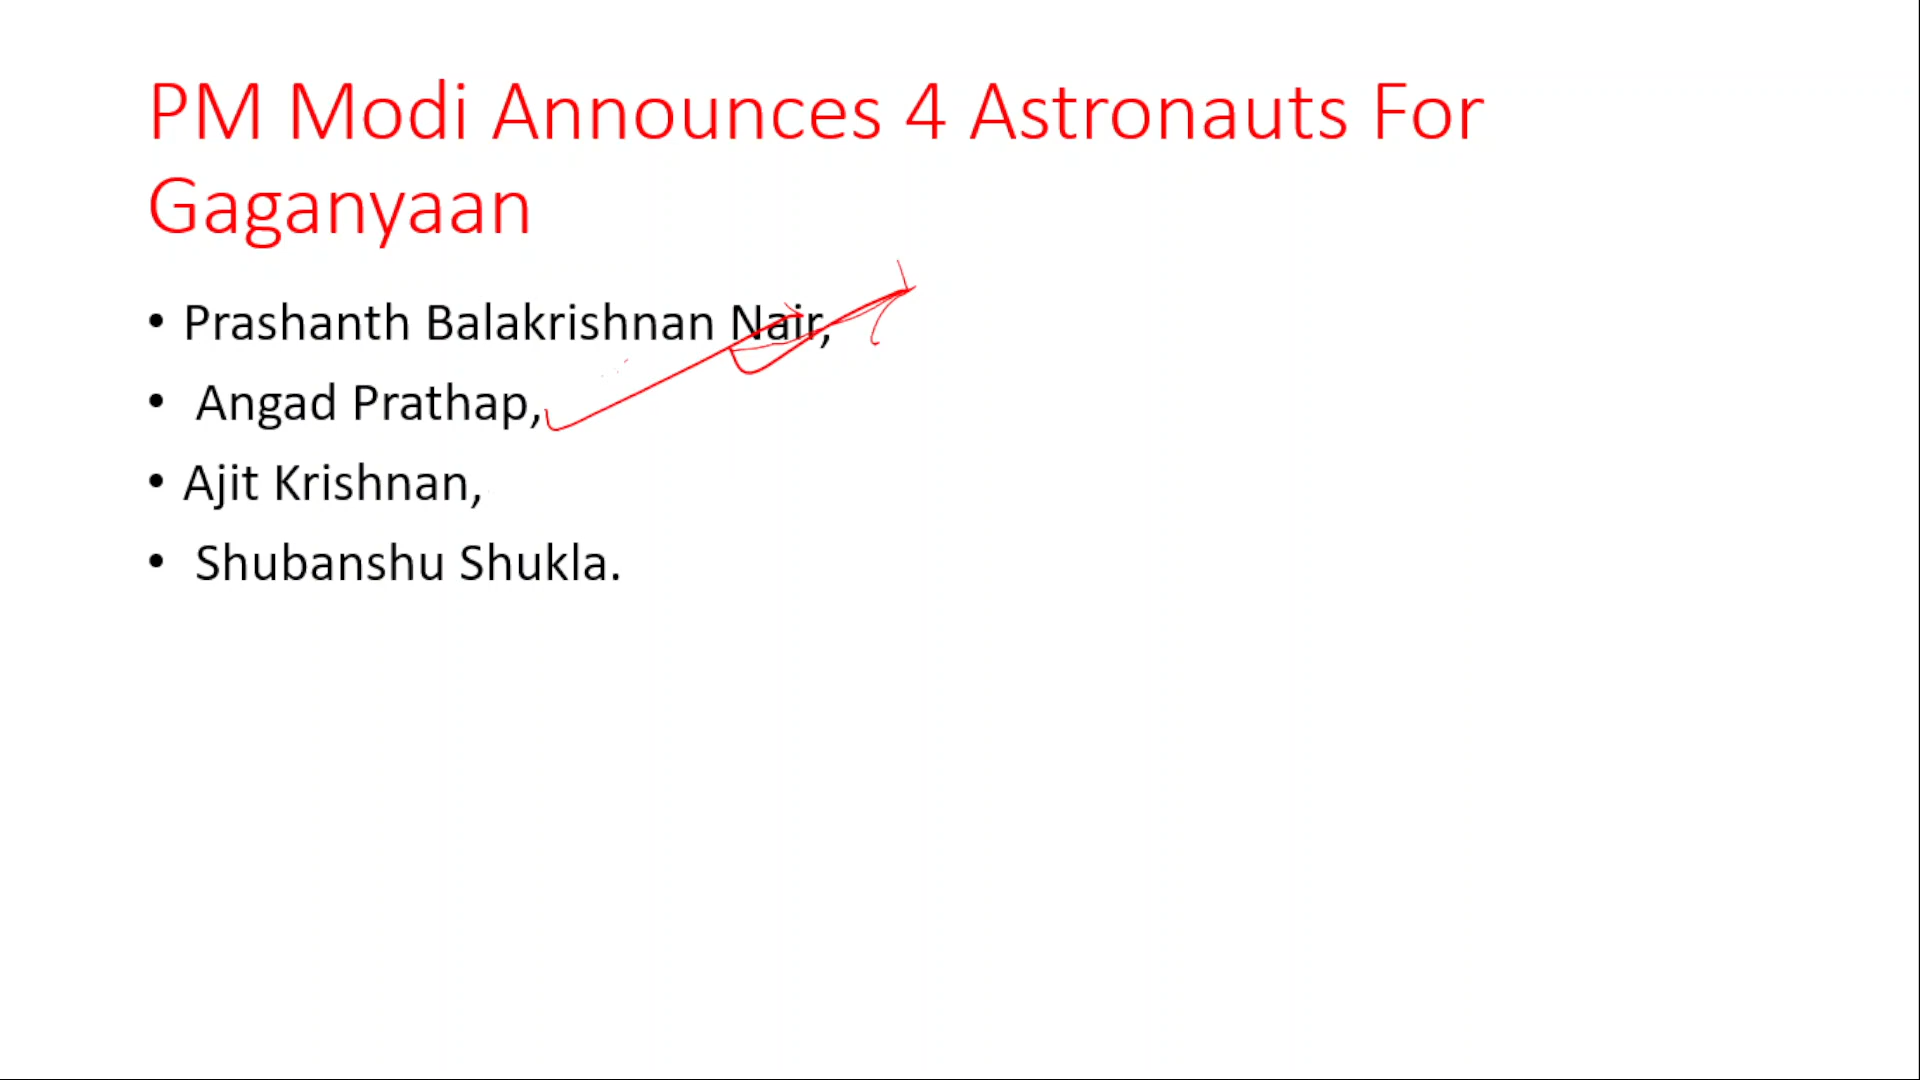 PM Modi Announces 4 Astronauts For
Gaganyaan
• Prashanth Balakrishnan Nair,
• Angad Prathap,
• Ajit Krishnan,
• Shubanshu Shukla.